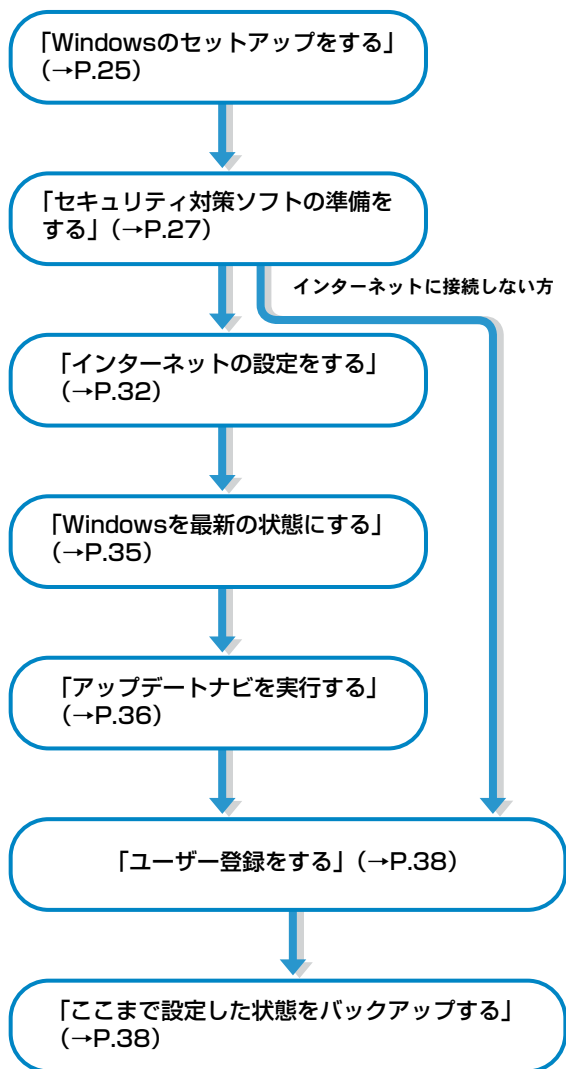 「Windowsのセットアップをする」
（→P.25）
「セキュリティ対策ソフトの準備を
する」（→P.27）
インターネットに接続しない方
「インターネットの設定をする」
（→P.32）
「Windowsを最新の状態にする」
（→P.35）
「アップデートナビを実行する」
（→P.36）
「ユーザー登録をする」（→P.38）
「ここまで設定した状態をバックアップする」
（→P.38）